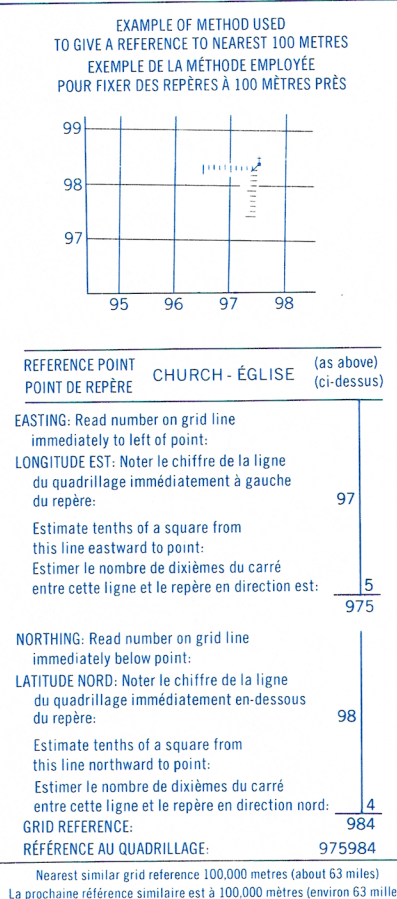 EXAMPLE OF METHOD USED
TO GIVE A REFERENCE TO NEAREST 100 METRES
EXEMPLE DE LA MÉTHODE EMPLOYÉE
POUR FIXER DES REPÈRES À 100 MÈTRES PRÈS
99
98
97
95 96 97 98
REFERENCE POINT
POINT DE REPÈRE
CHURCH - ÉGLISE
(as above)
(ci-dessus)
EASTING: Read number on grid line
immediately to left of point:
LONGITUDE EST: Noter le chiffre de la ligne
du quadrillage immédiatement à gauche
du repère: 97
Estimate tenths of a square from
this line eastward to point:
Estimer le nombre de dixièmes du carré
entre cette ligne et le repère en direction est: 5
975
NORTHING: Read number on grid line
immediately below point:
LATITUDE NORD: Noter le chiffre de la ligne
du quadrillage immédiatement en-dessous
du repère: 98
Estimate tenths of a square from
this line northward to point:
Estimer le nombre de dixièmes du carré
entre cette ligne et le repère en direction nord: 4
GRID REFERENCE: 984
RÉFÉRENCE AU QUADRILLAGE: 975984
Nearest similar grid reference 100,000 metres (about 63 miles)
La prochaine référence similaire est à 100,000 mètres (environ 63 mille